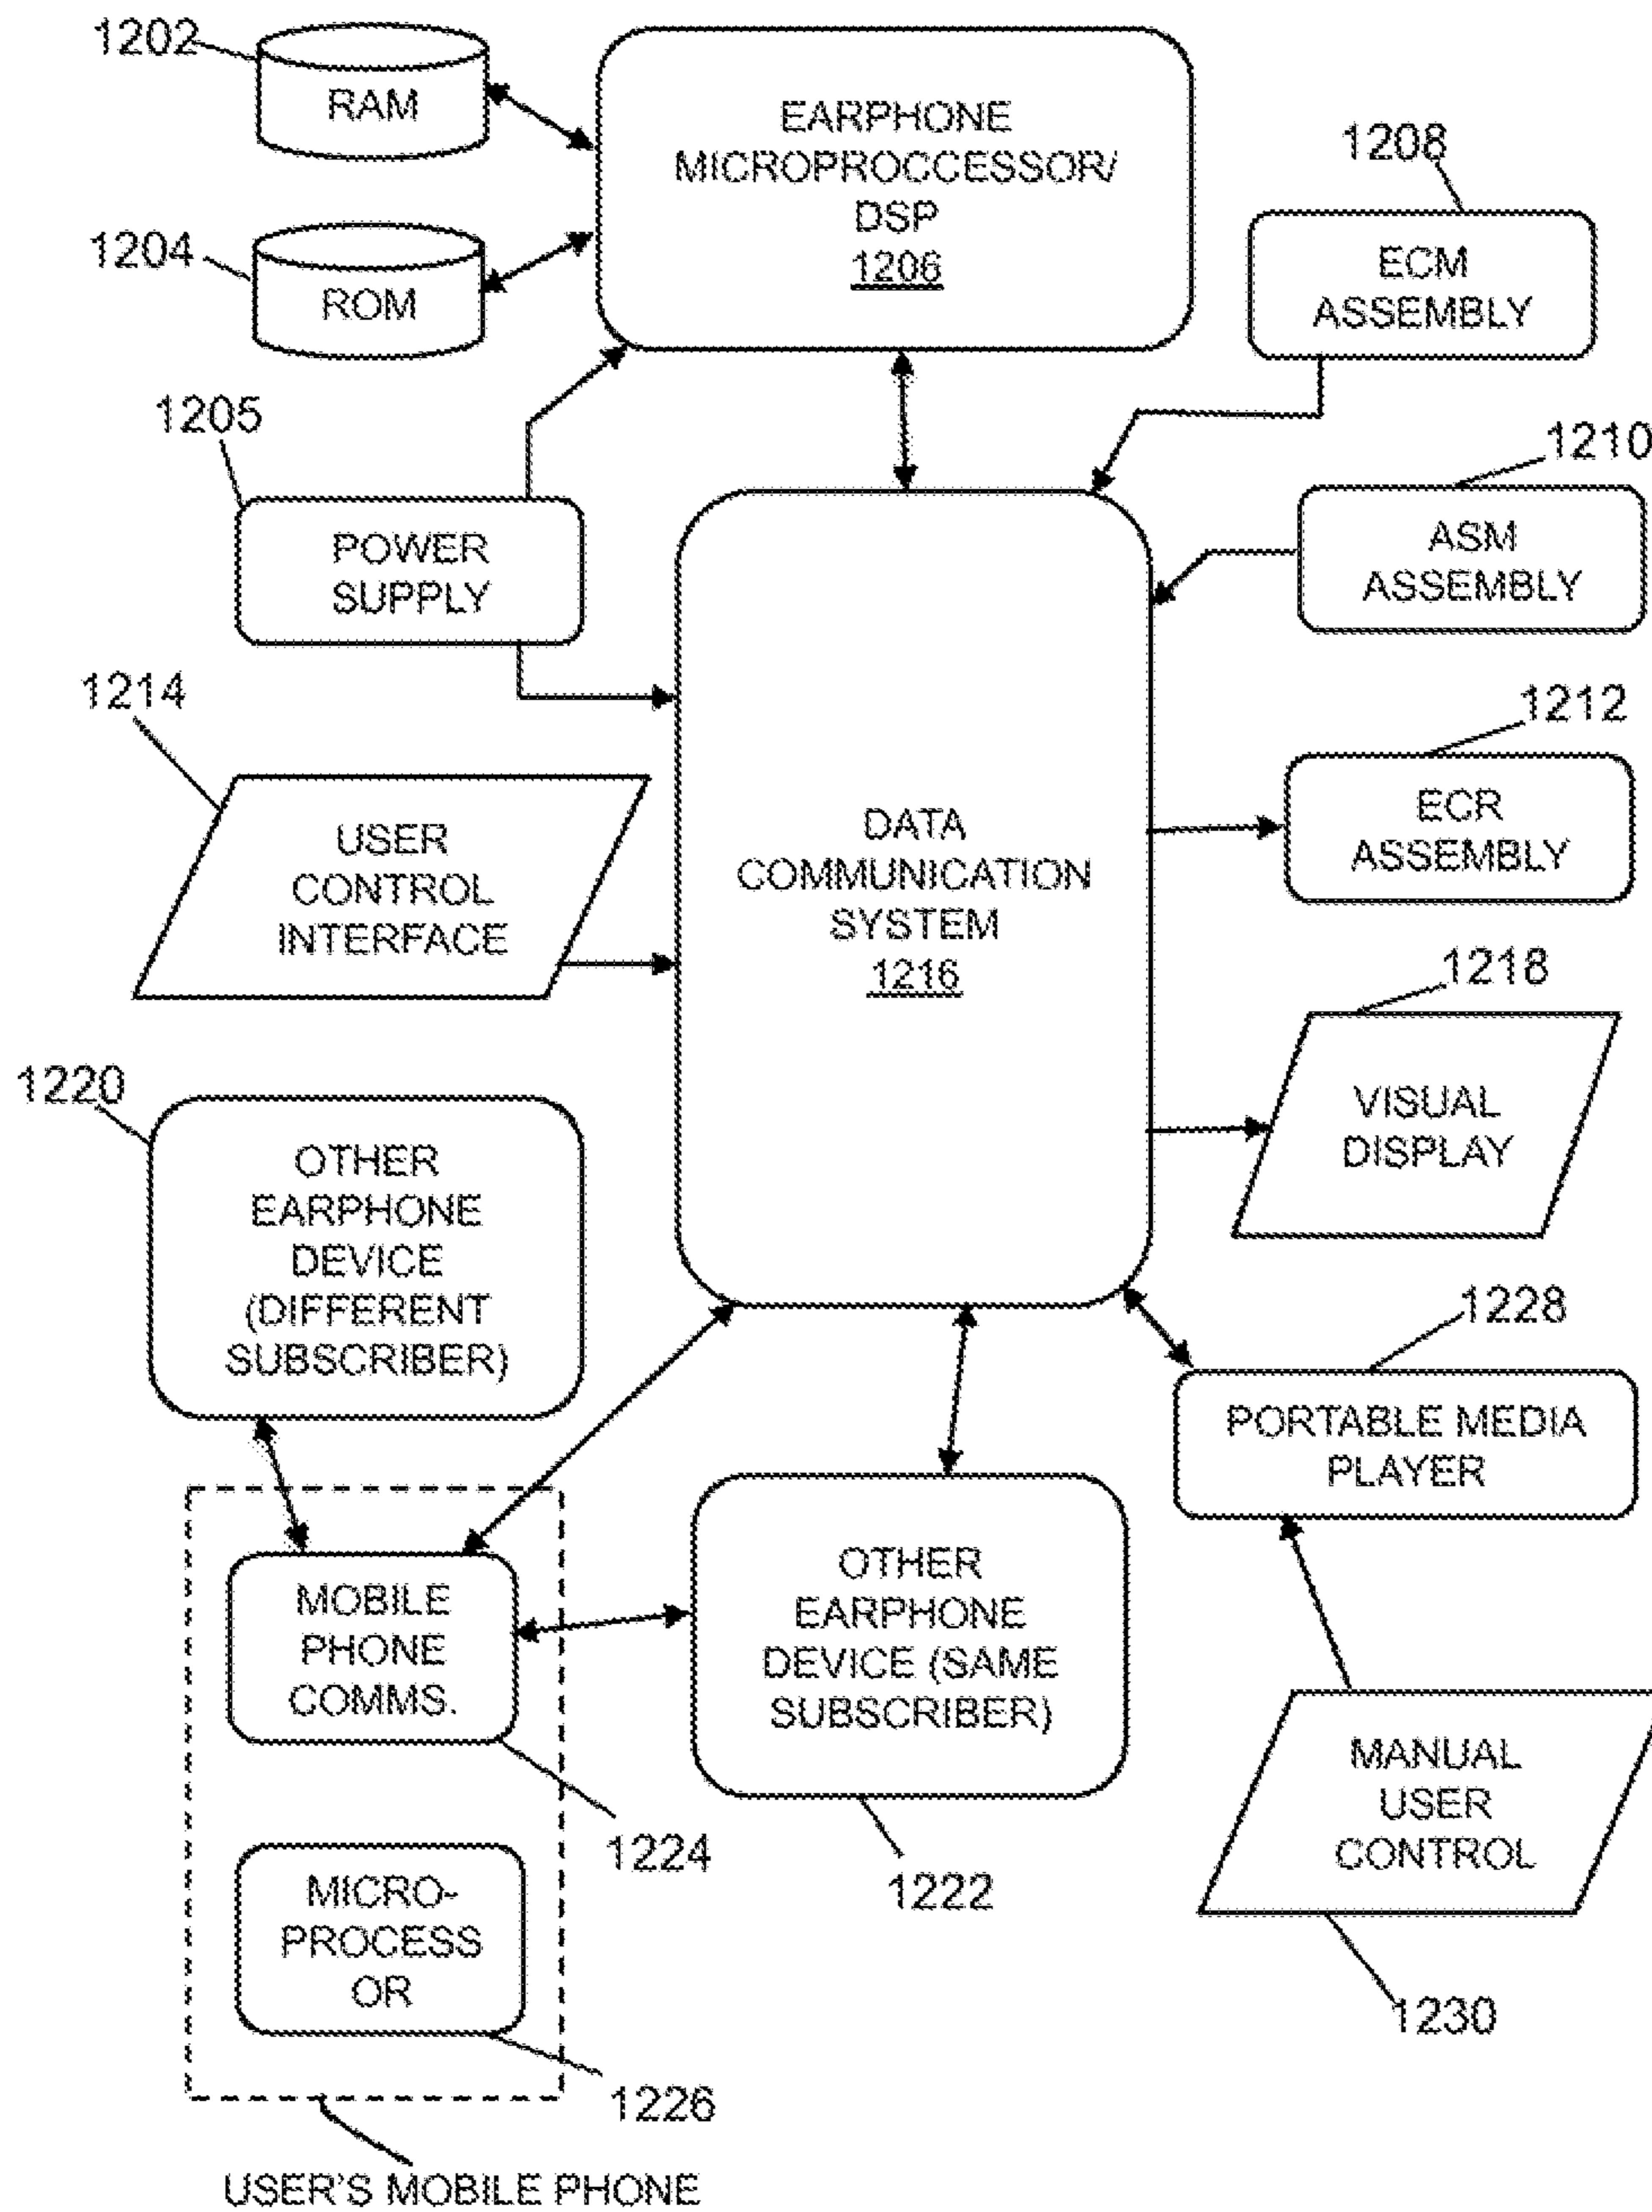 1202
RAM
EARPHONE
MICROPROCCESSOR/
DSP
1206
1208
ECM
ASSEMBLY
1204
ROM
1205
POWER
SUPPLY
1210
ASM
ASSEMBLY
1214
USER
CONTROL
INTERFACE
DATA
COMMUNICATION
SYSTEM
1216
1212
ECR
ASSEMBLY
1218
VISUAL
DISPLAY
1220
OTHER
EARPHONE
DEVICE
(DIFFERENT
SUBSCRIBER)
1228
PORTABLE MEDIA
PLAYER
MOBILE
PHONE
COMMS.
1224
OTHER
EARPHONE
DEVICE (SAME
SUBSCRIBER)
1222
MANUAL
USER
CONTROL
1230
MICRO-
PROCESS
OR
1226
USER'S MOBILE PHONE